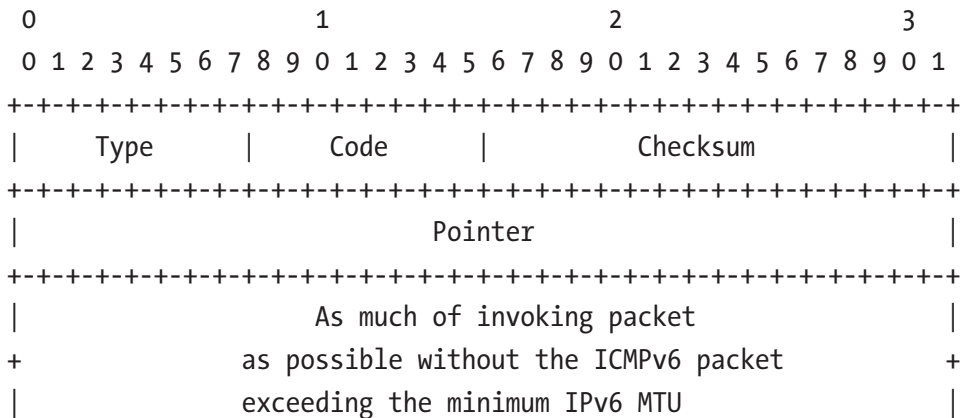 0                   1                   2                   3
 0 1 2 3 4 5 6 7 8 9 0 1 2 3 4 5 6 7 8 9 0 1 2 3 4 5 6 7 8 9 0 1
+-+-+-+-+-+-+-+-+-+-+-+-+-+-+-+-+-+-+-+-+-+-+-+-+-+-+-+-+-+-+-+-+
|     Type      |     Code      |          Checksum             |
+-+-+-+-+-+-+-+-+-+-+-+-+-+-+-+-+-+-+-+-+-+-+-+-+-+-+-+-+-+-+-+-+
|                            Pointer                            |
+-+-+-+-+-+-+-+-+-+-+-+-+-+-+-+-+-+-+-+-+-+-+-+-+-+-+-+-+-+-+-+-+
|                    As much of invoking packet                 |
+               as possible without the ICMPv6 packet           +
|               exceeding the minimum IPv6 MTU                  |